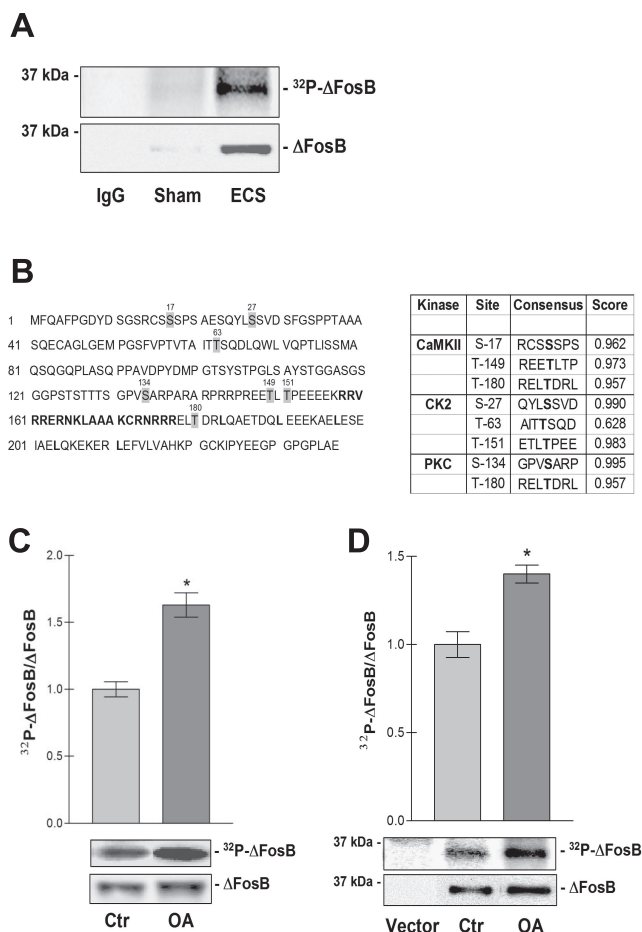 A
37 kDa -
- ³²P-ΔFosB
37 kDa -
- ΔFosB
IgG Sham ECS
B
17 27
1 MFQAFPGDYD SGSRCSSSPS AESQYLSSVD SFGSPPTAAA
63
41 SQECAGLGEM PGSFVPTVTA ITTSQDLQWL VQPTLISSMA
81 QSQGQPLASQ PPAVDPYDMP GTSYSTPGLS AYSTGGASGS
134 149 151
121 GGPSTSTTTS GPVSARPARA RPRRPREETL TPEEEEKRRV
180
161 RRERNKLAAA KCRNRRRELT DRLQAETDQL EEEKAELESE
201 IAELQKEKER LEFVLVAHKP GCKIPYEEGP GPGPLAE
Kinase Site Consensus Score
CaMKII S-17 RCSSSPS 0.962
T-149 REETLTP 0.973
T-180 RELTDRL 0.957
CK2 S-27 QYLSSVD 0.990
T-63 AITTSQD 0.628
T-151 ETLTPEE 0.983
PKC S-134 GPVSARP 0.995
T-180 RELTDRL 0.957
C
2.0
1.5
1.0
0.5
0.0
³²P-ΔFosB/ΔFosB
*
- ³²P-ΔFosB
- ΔFosB
Ctr OA
D
1.5
1.0
0.5
0.0
³²P-ΔFosB/ΔFosB
*
37 kDa -
- ³²P-ΔFosB
37 kDa -
- ΔFosB
Vector Ctr OA